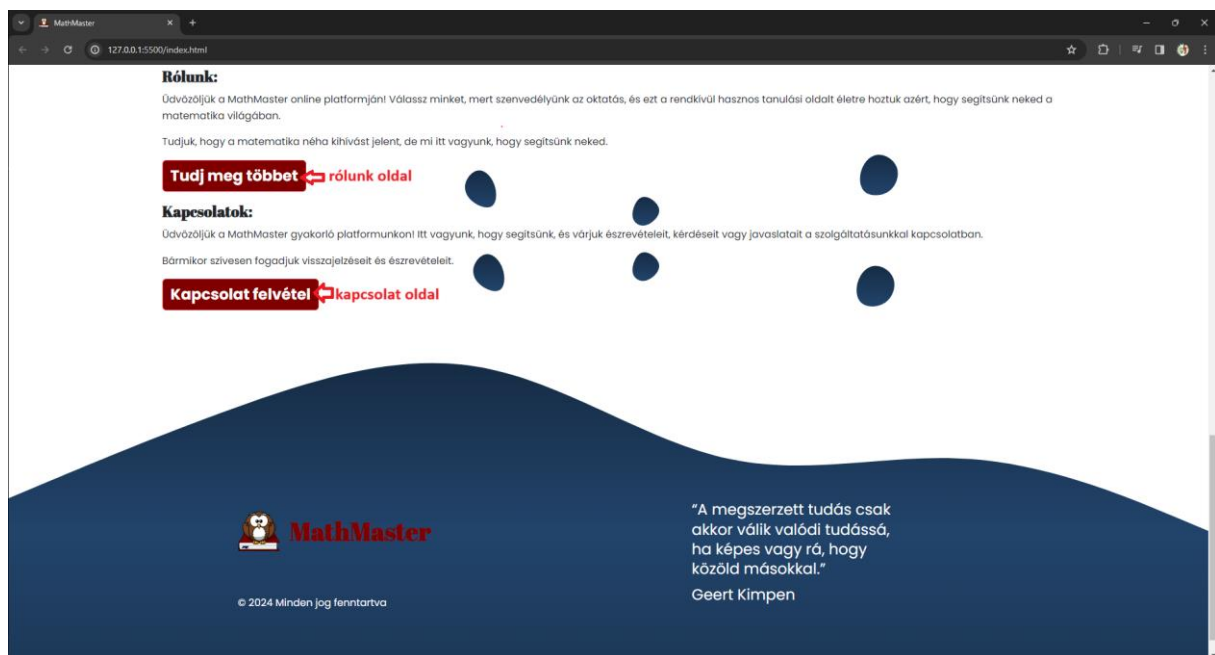 MathMaster
127.0.0.1:5500/index.html
Rólunk:
Üdvözöljük a MathMaster online platformján! Válassz minket, mert szenvedélyünk az oktatás, és ezt a rendkívül hasznos tanulási oldalt életre hoztuk azért, hogy segítsünk neked a
matematika világában.
Tudjuk, hogy a matematika néha kihívást jelent, de mi itt vagyunk, hogy segítsünk neked.
Tudj meg többet rólunk oldal
Kapcsolatok:
Üdvözöljük a MathMaster gyakorló platformunkon! Itt vagyunk, hogy segítsünk, és várjuk észrevételeit, kérdéseit vagy javaslatait a szolgáltatásunkkal kapcsolatban.
Bármikor szívesen fogadjuk visszajelzéseit és észrevételeit.
Kapcsolat felvétel kapcsolat oldal
MathMaster
© 2024 Minden jog fenntartva
“A megszerzett tudás csak
akkor válik valódi tudássá,
ha képes vagy rá, hogy
közöld másokkal.”
Geert Kimpen